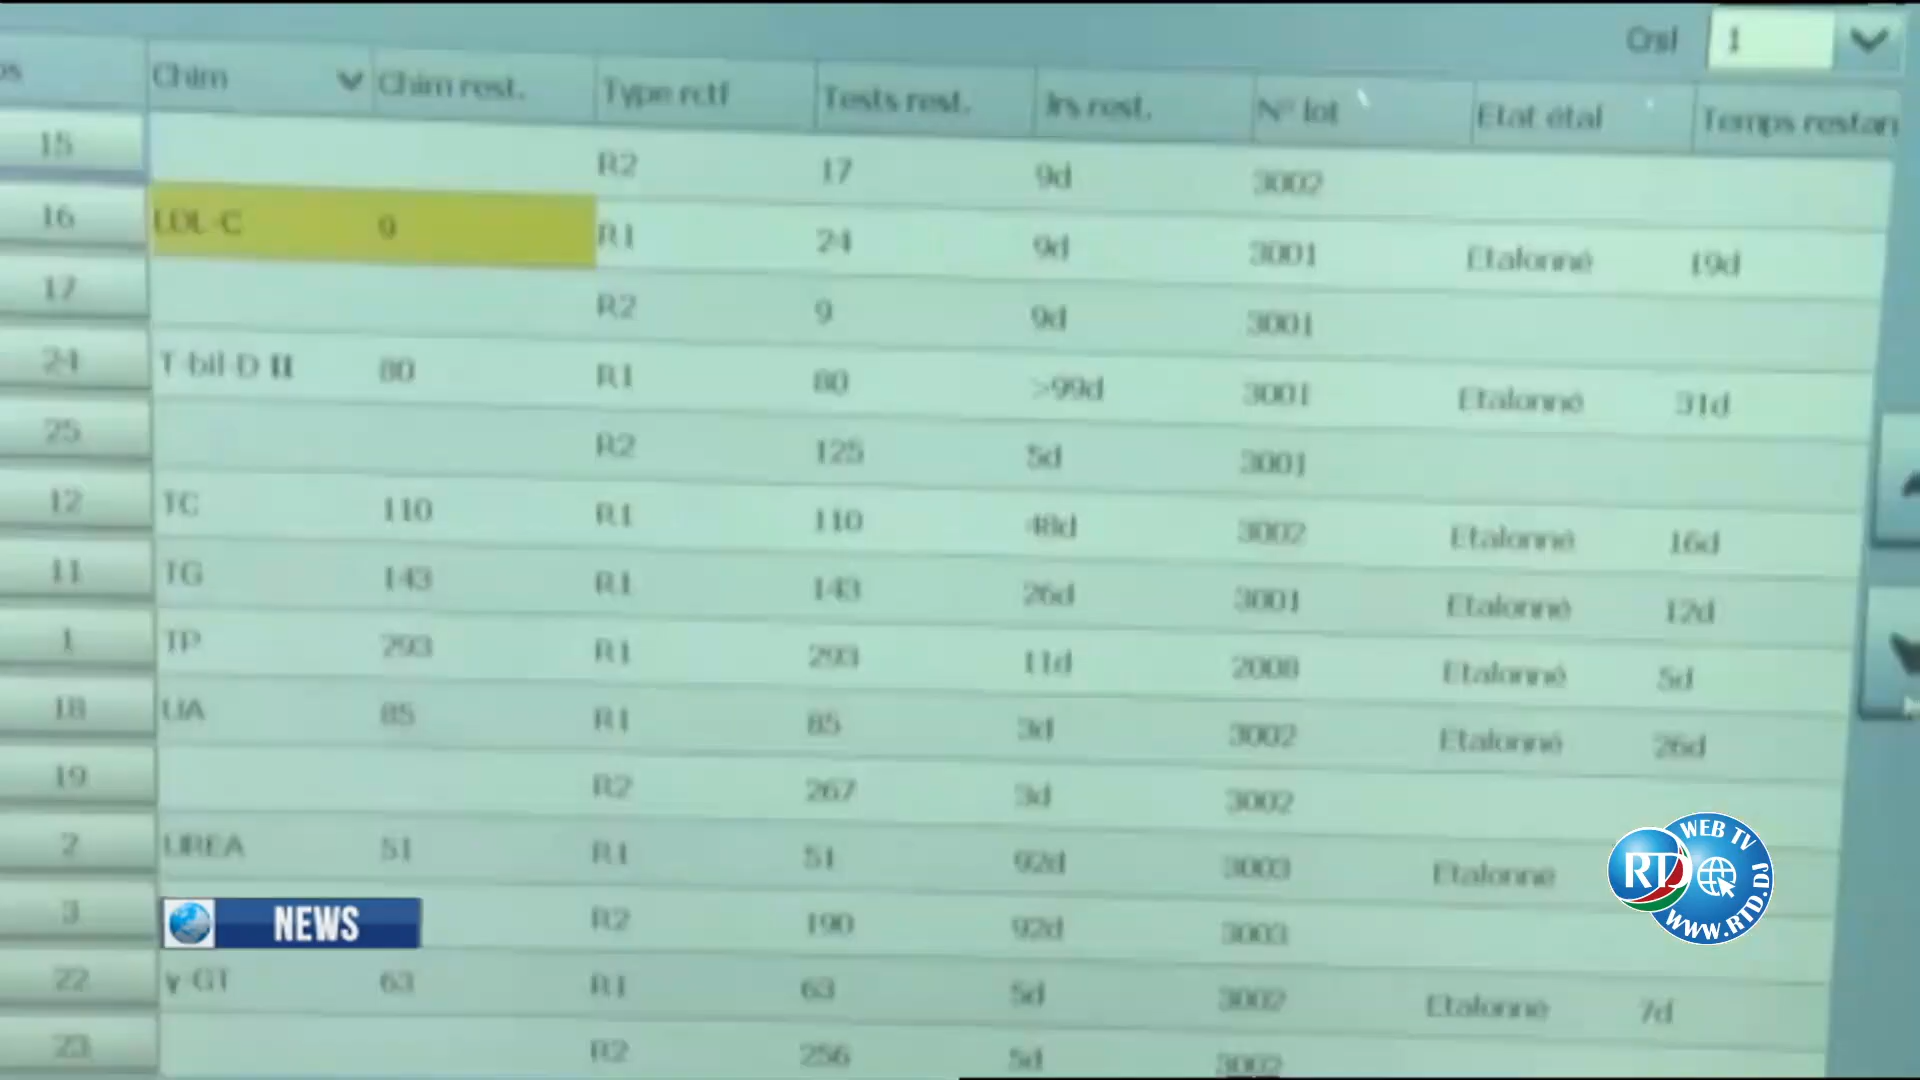 Crsl 1
os Chim Chim rest. Type rctf Tests rest. Jrs rest. N° lot Etat étal Temps restan
15 R2 17 9d 3002
16 LDL-C 9 R1 24 9d 3001 Etalonné 19d
17 R2 9 9d 3001
24 T-bil-D II 80 R1 80 >99d 3001 Etalonné 31d
25 R2 125 5d 3001
12 TC 110 R1 110 48d 3002 Etalonné 16d
11 TG 143 R1 143 26d 3001 Etalonné 12d
1 TP 293 R1 293 11d 2008 Etalonné 5d
18 UA 85 R1 85 3d 3002 Etalonné 26d
19 R2 267 3d 3002
2 UREA 51 R1 51 92d 3003 Etalonné
3 R2 190 92d 3003
22 γ-GT 63 R1 63 5d 3002 Etalonné 7d
23 R2 256 5d 3002
NEWS
WEB TV
RTD
WWW.RTD.DJ